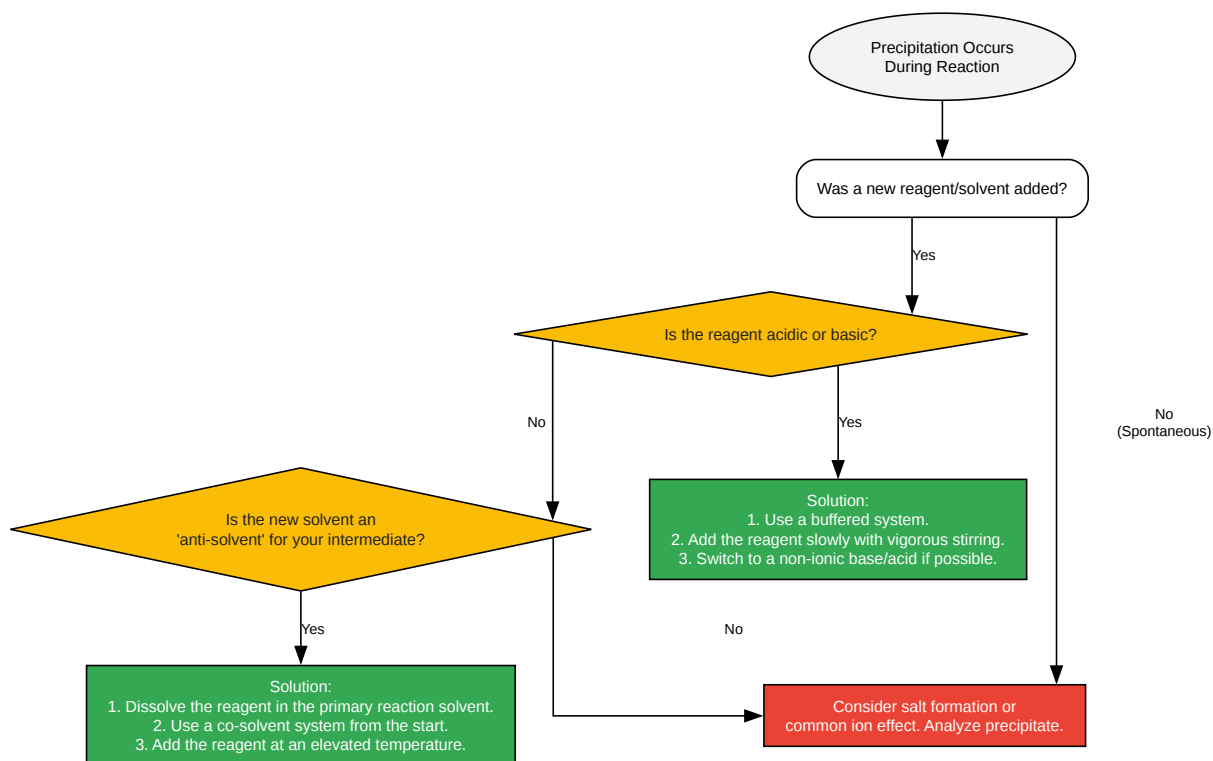 Precipitation Occurs
During Reaction
Was a new reagent/solvent added?
Yes
Is the reagent acidic or basic?
No
Yes
No
(Spontaneous)
Is the new solvent an
'anti-solvent' for your intermediate?
Solution:
1. Use a buffered system.
2. Add the reagent slowly with vigorous stirring.
3. Switch to a non-ionic base/acid if possible.
Yes
No
Solution:
1. Dissolve the reagent in the primary reaction solvent.
2. Use a co-solvent system from the start.
3. Add the reagent at an elevated temperature.
Consider salt formation or
common ion effect. Analyze precipitate.